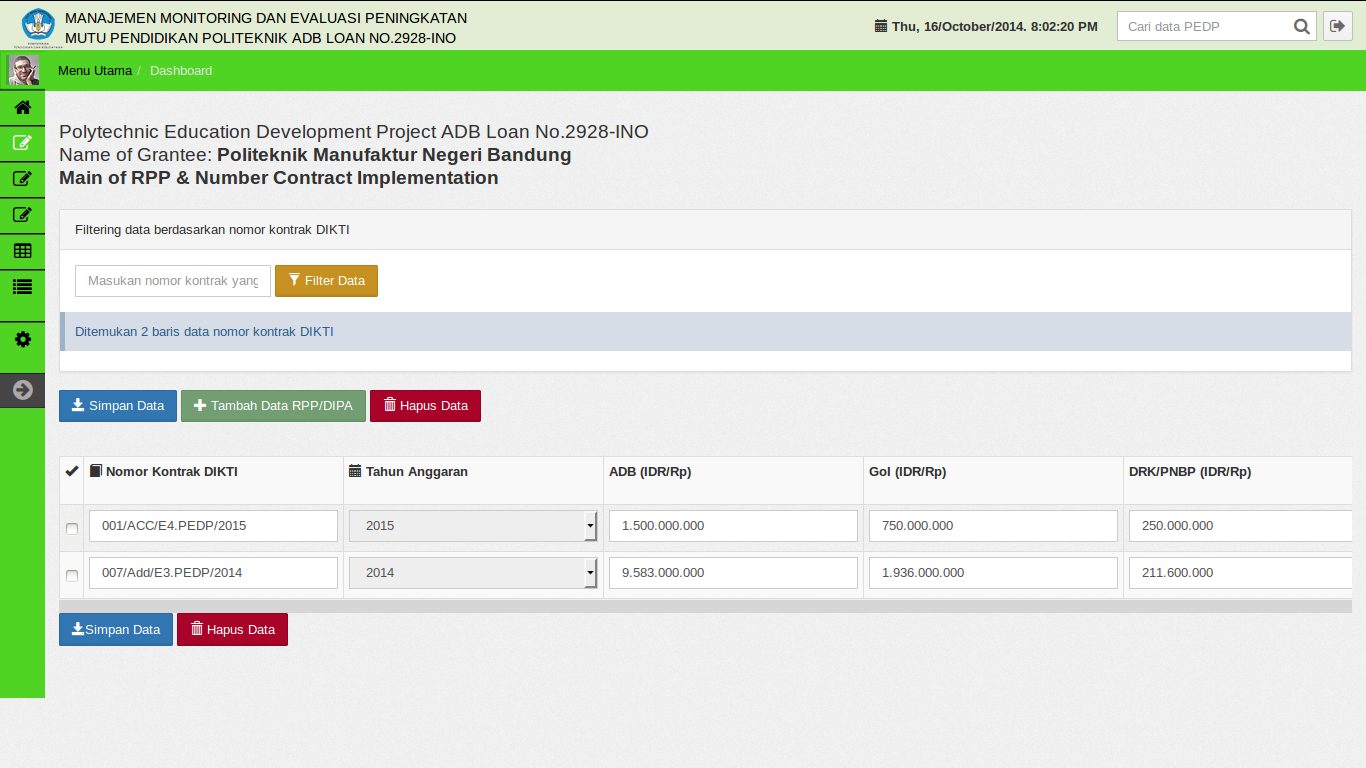 MANAJEMEN MONITORING DAN EVALUASI PENINGKATAN
MUTU PENDIDIKAN POLITEKNIK ADB LOAN NO.2928-INO
Thu, 16/October/2014. 8:02:20 PM
Cari data PEDP
Menu Utama / Dashboard
Polytechnic Education Development Project ADB Loan No.2928-INO
Name of Grantee: Politeknik Manufaktur Negeri Bandung
Main of RPP & Number Contract Implementation
Filtering data berdasarkan nomor kontrak DIKTI
Masukan nomor kontrak yang Filter Data
Ditemukan 2 baris data nomor kontrak DIKTI
Simpan Data Tambah Data RPP/DIPA Hapus Data
Nomor Kontrak DIKTI Tahun Anggaran ADB (IDR/Rp) GoI (IDR/Rp) DRK/PNBP (IDR/Rp)
001/ACC/E4.PEDP/2015 2015 1.500.000.000 750.000.000 250.000.000
007/Add/E3.PEDP/2014 2014 9.583.000.000 1.936.000.000 211.600.000
Simpan Data Hapus Data